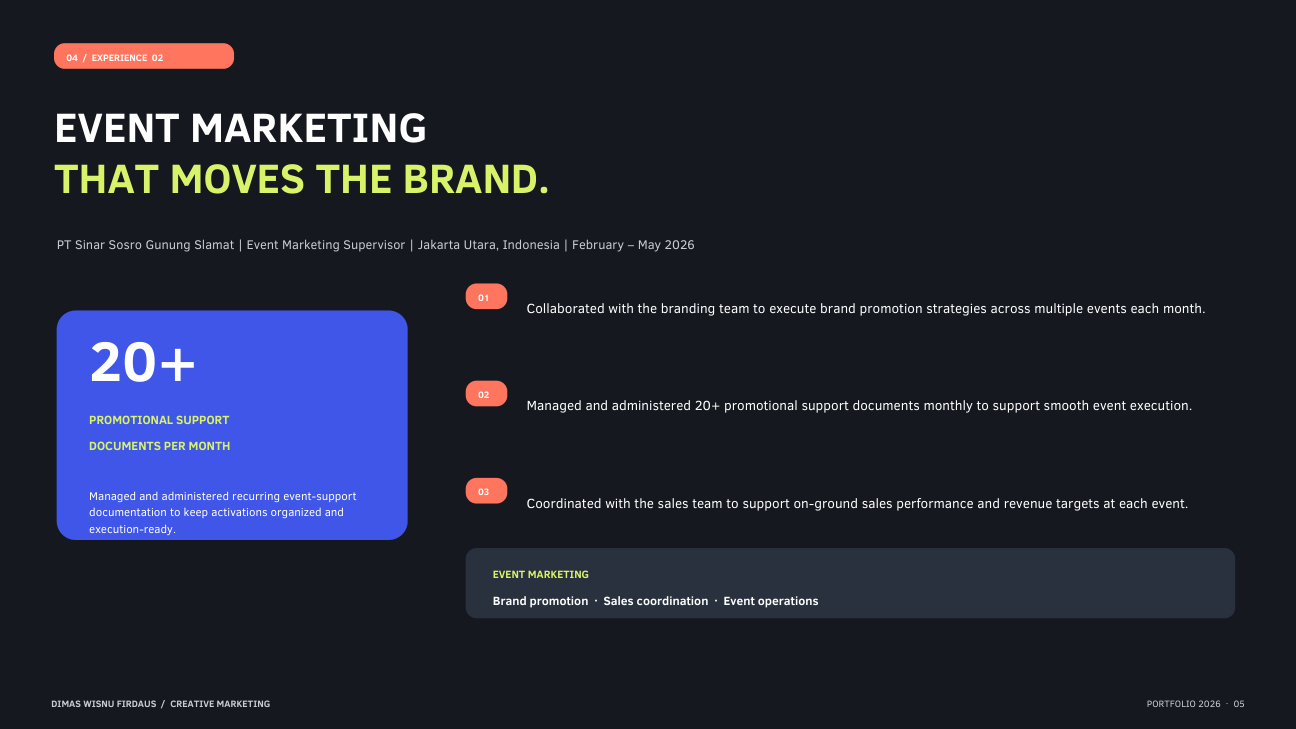 04 / EXPERIENCE 02
EVENT MARKETING
THAT MOVES THE BRAND.
PT Sinar Sosro Gunung Slamat | Event Marketing Supervisor | Jakarta Utara, Indonesia | February – May 2026
20+
PROMOTIONAL SUPPORT
DOCUMENTS PER MONTH
Managed and administered recurring event-support
documentation to keep activations organized and
execution-ready.
01
Collaborated with the branding team to execute brand promotion strategies across multiple events each month.
02
Managed and administered 20+ promotional support documents monthly to support smooth event execution.
03
Coordinated with the sales team to support on-ground sales performance and revenue targets at each event.
EVENT MARKETING
Brand promotion · Sales coordination · Event operations
DIMAS WISNU FIRDAUS / CREATIVE MARKETING
PORTFOLIO 2026 · 05